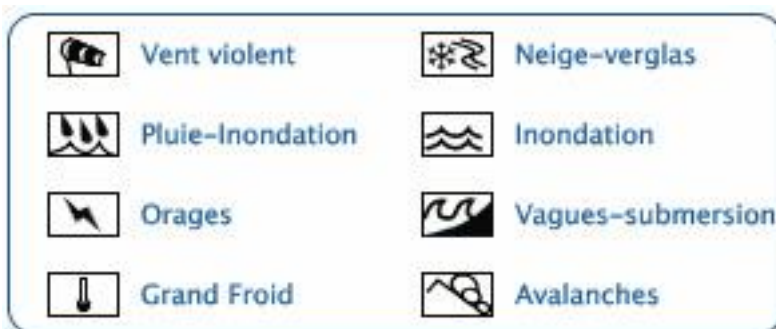 Vent violent
Neige-verglas
Pluie-Inondation
Inondation
Orages
Vagues-submersion
Grand Froid
Avalanches